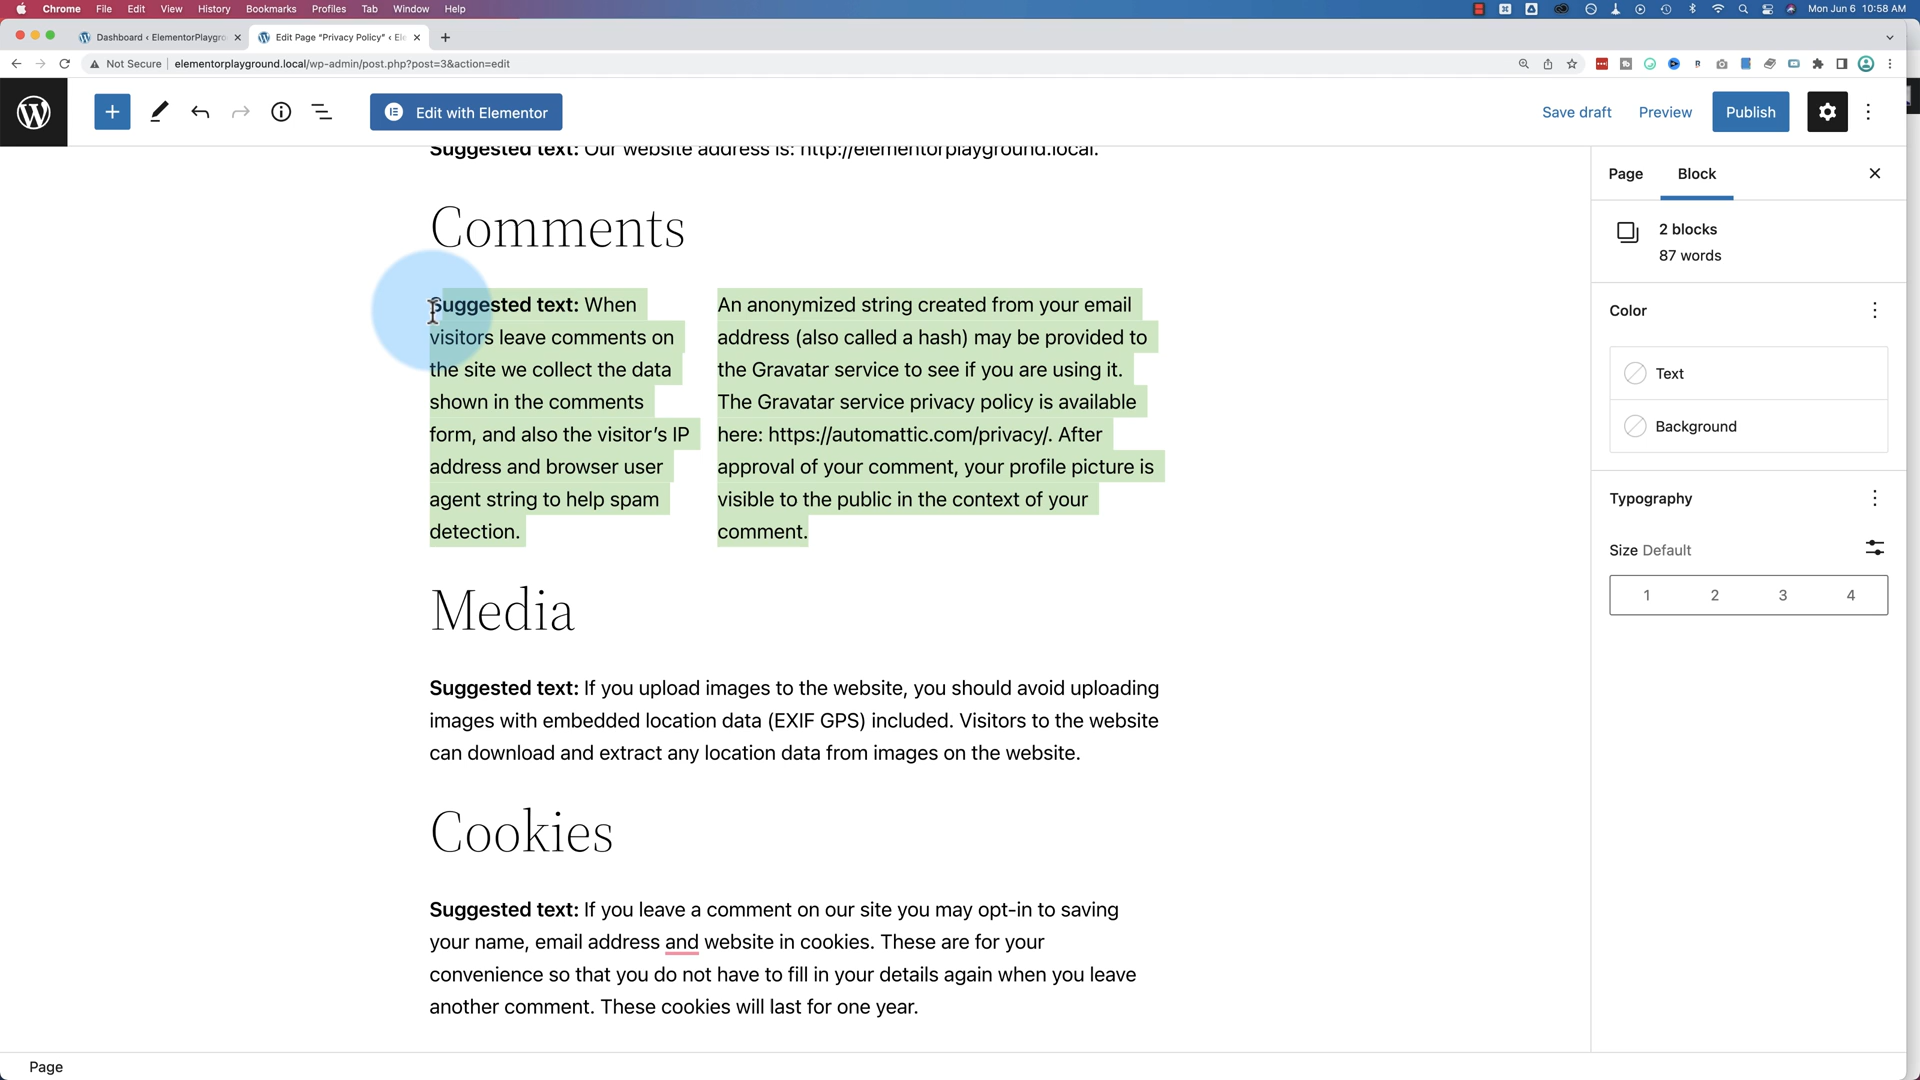 Chrome File Edit View History Bookmarks Profiles Tab Window Help
Mon Jun 6 10:58 AM
Dashboard ‹ ElementorPlaygro
Edit Page "Privacy Policy" ‹ Ele
Not Secure elementorplayground.local/wp-admin/post.php?post=3&action=edit
Edit with Elementor
Save draft
Preview
Publish
Suggested text: Our website address is: http://elementorplayground.local.
Comments
Suggested text: When
visitors leave comments on
the site we collect the data
shown in the comments
form, and also the visitor's IP
address and browser user
agent string to help spam
detection.
An anonymized string created from your email
address (also called a hash) may be provided to
the Gravatar service to see if you are using it.
The Gravatar service privacy policy is available
here: https://automattic.com/privacy/. After
approval of your comment, your profile picture is
visible to the public in the context of your
comment.
Media
Suggested text: If you upload images to the website, you should avoid uploading
images with embedded location data (EXIF GPS) included. Visitors to the website
can download and extract any location data from images on the website.
Cookies
Suggested text: If you leave a comment on our site you may opt-in to saving
your name, email address and website in cookies. These are for your
convenience so that you do not have to fill in your details again when you leave
another comment. These cookies will last for one year.
Page
Block
2 blocks
87 words
Color
Text
Background
Typography
Size Default
1 2 3 4
Page